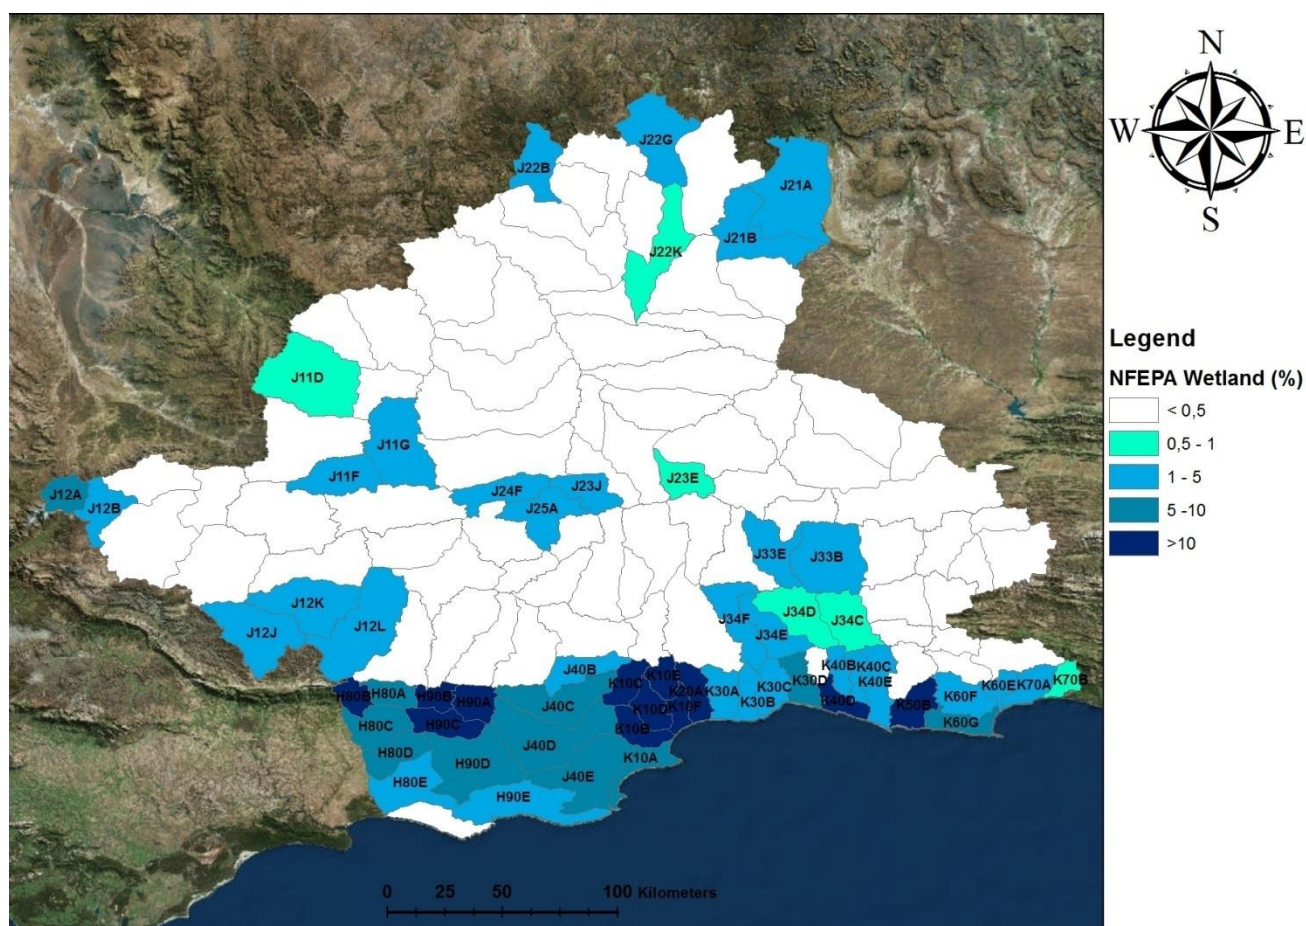 N
W E
S
J22G
J22B
J21A
J21B
J22K
J11D
J11G
J11F
J23E
J24F
J23J
J25A
J12A
J12B
J33E
J33B
J12K
J12J
J12L
J34F
J34D
J34C
J34E
J40B
K10C
K10E
K20A
K30A
K30C
K30B
K30D
K40B
K40C
K40E
K40D
K50B
K60F
K60E
K70A
K70B
K60G
H80B
H80A
H90B
H90A
H90C
H80C
H80D
J40C
K10D
K10F
K10B
J40D
K10A
H90D
J40E
H80E
H90E
Legend
NFEPA Wetland (%)
< 0,5
0,5 - 1
1 - 5
5 -10
>10
0 25 50 100 Kilometers